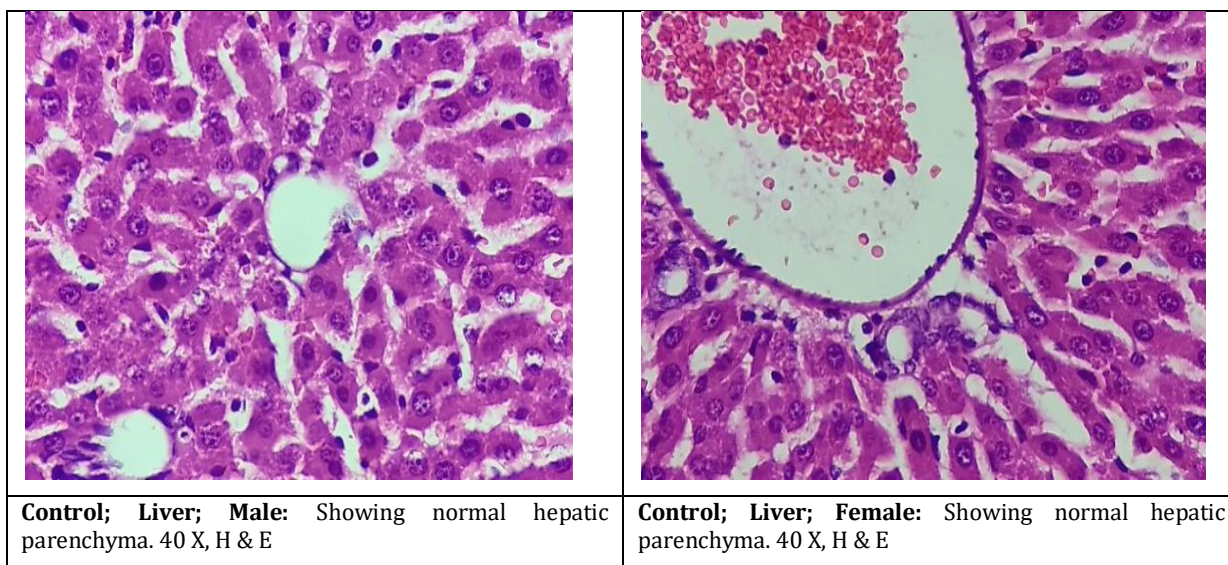 Control; Liver; Male: Showing normal hepatic
parenchyma. 40 X, H & E
Control; Liver; Female: Showing normal hepatic
parenchyma. 40 X, H & E